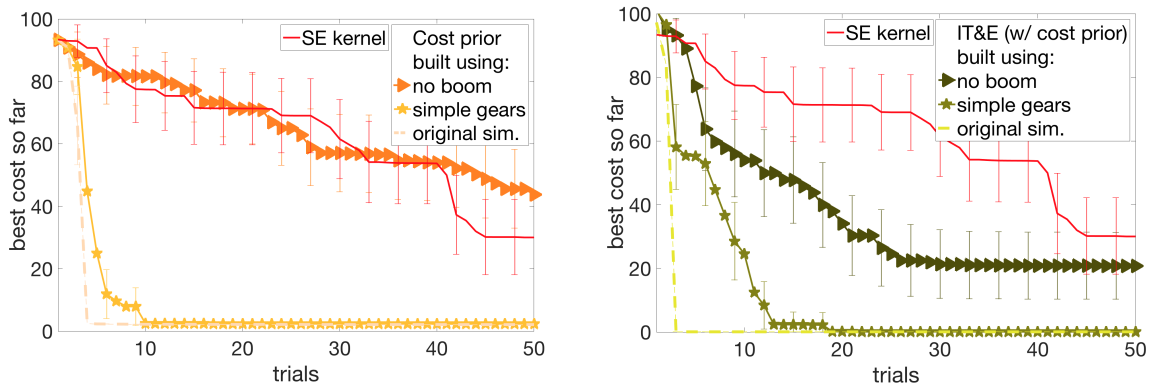 100
80
60
40
20
0
best cost so far
SE kernel
Cost prior
built using:
no boom
simple gears
original sim.
10 20 30 40 50
trials
100
80
60
40
20
0
best cost so far
SE kernel
IT&E (w/ cost prior)
built using:
no boom
simple gears
original sim.
10 20 30 40 50
trials